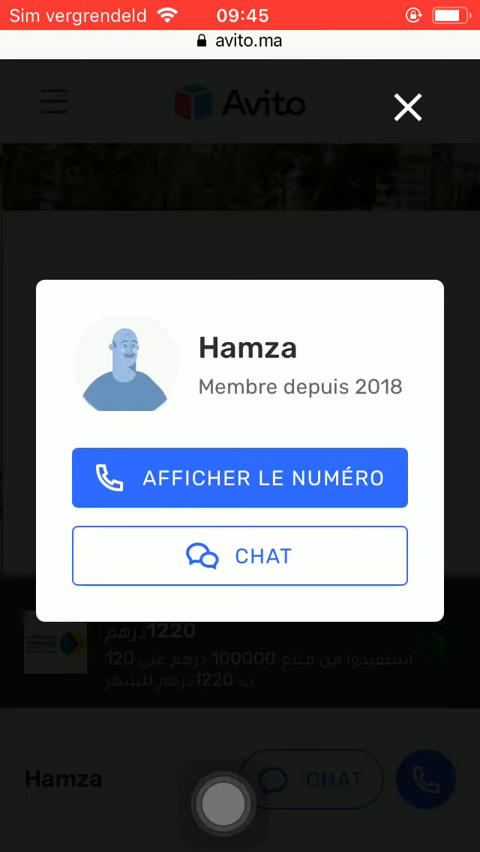 Sim vergrendeld 09:45
avito.ma
Avito
Hamza
Membre depuis 2018
AFFICHER LE NUMÉRO
CHAT
1220درهم
استفيدوا من مبلغ 100000 درهم على 120
ب 1220درهم للشهر
Hamza CHAT